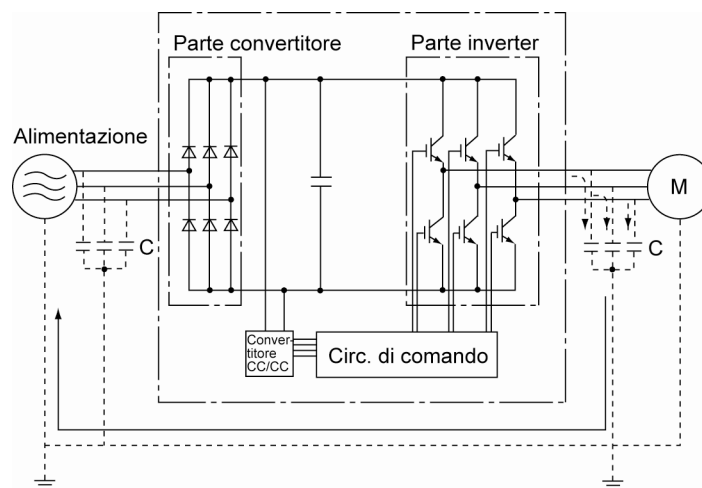 Parte convertitore
Parte inverter
Alimentazione
M
C
C
Conver-
titore
CC/CC
Circ. di comando